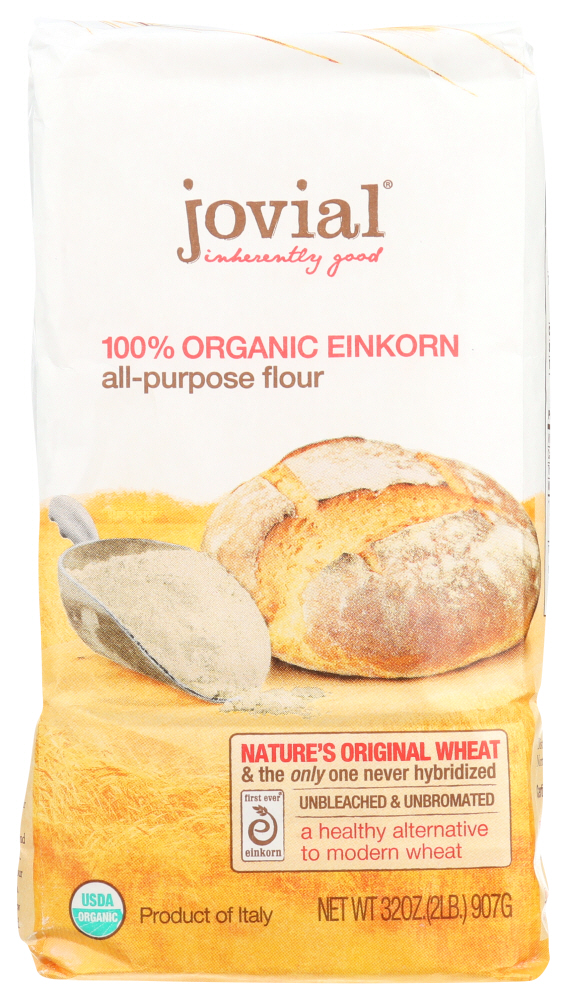 jovial®
inherently good
100% ORGANIC EINKORN
all-purpose flour
NATURE'S ORIGINAL WHEAT
& the only one never hybridized
first ever
einkorn
UNBLEACHED & UNBROMATED
a healthy alternative
to modern wheat
USDA
ORGANIC
Product of Italy
NET WT 32OZ.(2LB.) 907G